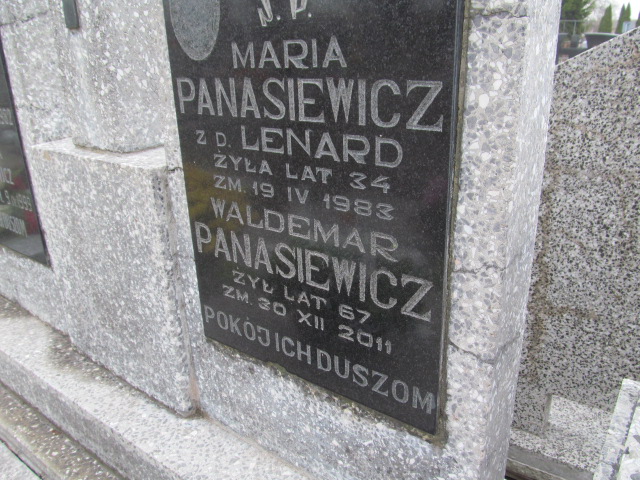 Ś. P.
MARIA
PANASIEWICZ
Z D. LENARD
ŻYŁA LAT 34
ZM. 19 IV 1983
WALDEMAR
PANASIEWICZ
ŻYŁ LAT 67
ZM. 30 XII 2011
POKÓJ ICH DUSZOM